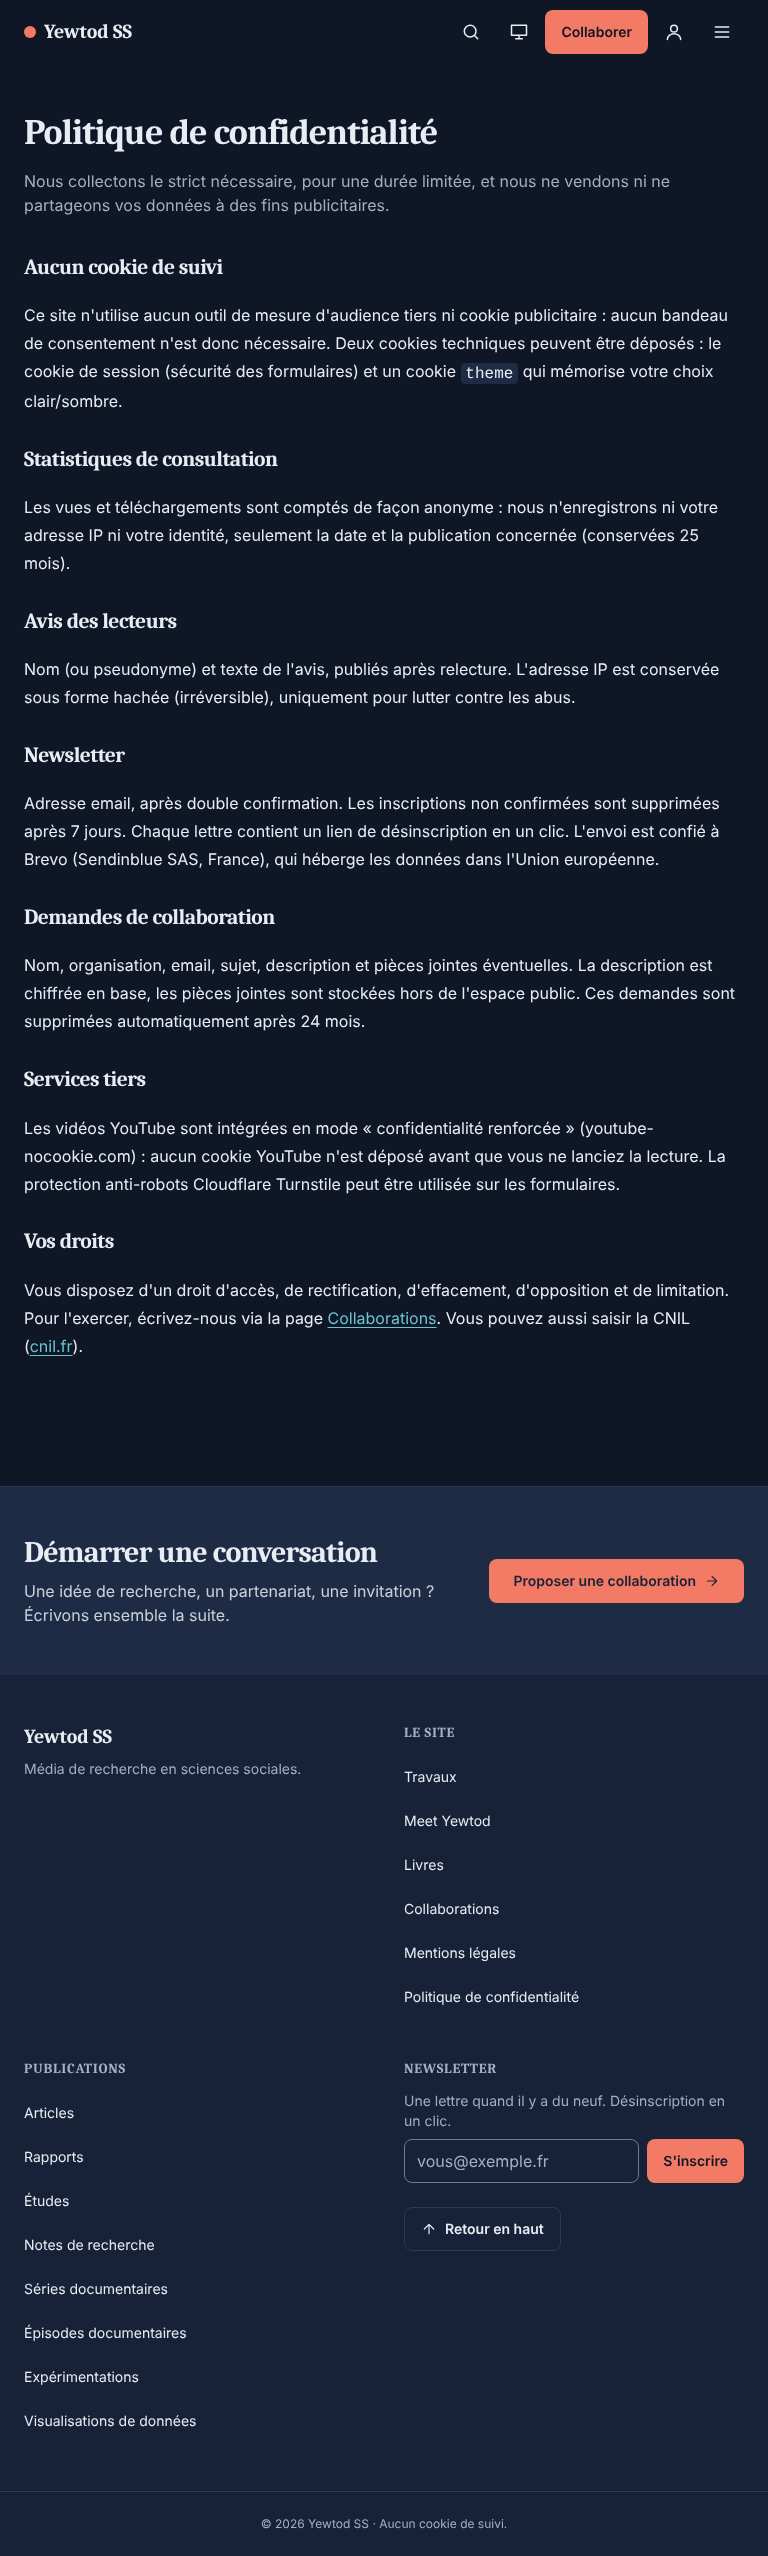 Yewtod SS
Collaborer
Politique de confidentialité
Nous collectons le strict nécessaire, pour une durée limitée, et nous ne vendons ni ne
partageons vos données à des fins publicitaires.
Aucun cookie de suivi
Ce site n'utilise aucun outil de mesure d'audience tiers ni cookie publicitaire : aucun bandeau
de consentement n'est donc nécessaire. Deux cookies techniques peuvent être déposés : le
cookie de session (sécurité des formulaires) et un cookie theme qui mémorise votre choix
clair/sombre.
Statistiques de consultation
Les vues et téléchargements sont comptés de façon anonyme : nous n'enregistrons ni votre
adresse IP ni votre identité, seulement la date et la publication concernée (conservées 25
mois).
Avis des lecteurs
Nom (ou pseudonyme) et texte de l'avis, publiés après relecture. L'adresse IP est conservée
sous forme hachée (irréversible), uniquement pour lutter contre les abus.
Newsletter
Adresse email, après double confirmation. Les inscriptions non confirmées sont supprimées
après 7 jours. Chaque lettre contient un lien de désinscription en un clic. L'envoi est confié à
Brevo (Sendinblue SAS, France), qui héberge les données dans l'Union européenne.
Demandes de collaboration
Nom, organisation, email, sujet, description et pièces jointes éventuelles. La description est
chiffrée en base, les pièces jointes sont stockées hors de l'espace public. Ces demandes sont
supprimées automatiquement après 24 mois.
Services tiers
Les vidéos YouTube sont intégrées en mode « confidentialité renforcée » (youtube-
nocookie.com) : aucun cookie YouTube n'est déposé avant que vous ne lanciez la lecture. La
protection anti-robots Cloudflare Turnstile peut être utilisée sur les formulaires.
Vos droits
Vous disposez d'un droit d'accès, de rectification, d'effacement, d'opposition et de limitation.
Pour l'exercer, écrivez-nous via la page Collaborations. Vous pouvez aussi saisir la CNIL
(cnil.fr).
Démarrer une conversation
Une idée de recherche, un partenariat, une invitation ?
Écrivons ensemble la suite.
Proposer une collaboration
Yewtod SS
Média de recherche en sciences sociales.
LE SITE
Travaux
Meet Yewtod
Livres
Collaborations
Mentions légales
Politique de confidentialité
PUBLICATIONS
Articles
Rapports
Études
Notes de recherche
Séries documentaires
Épisodes documentaires
Expérimentations
Visualisations de données
NEWSLETTER
Une lettre quand il y a du neuf. Désinscription en
un clic.
vous@exemple.fr
S'inscrire
Retour en haut
© 2026 Yewtod SS · Aucun cookie de suivi.